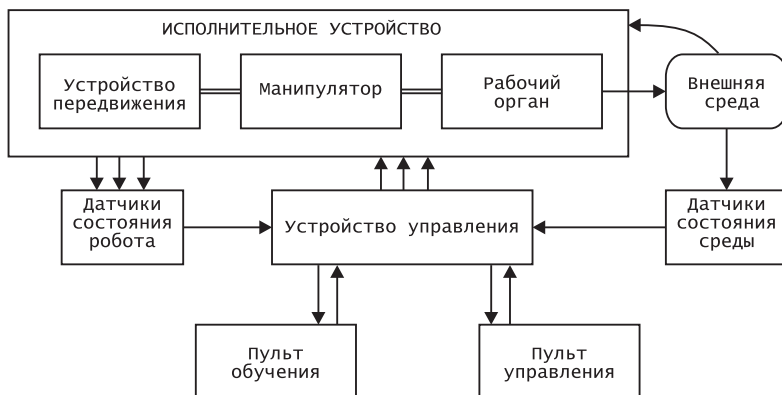 ИСПОЛНИТЕЛЬНОЕ УСТРОЙСТВО
Устройство
передвижения
Манипулятор
Рабочий
орган
Внешняя
среда
Датчики
состояния
робота
Устройство управления
Датчики
состояния
среды
Пульт
обучения
Пульт
управления